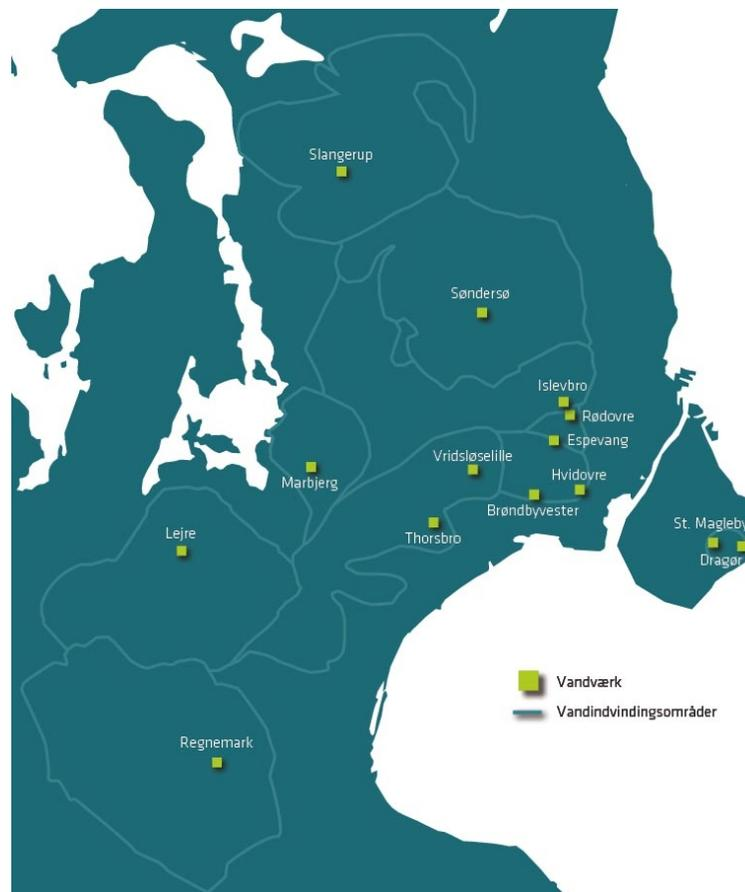 Slangerup
Søndersø
Islevbro
Rødovre
Espevang
Vridsløselille
Hvidovre
Marbjerg
Brøndbyvester
Thorsbro
St. Magleby
Lejre
Dragør
Vandværk
Vandindvindingsområder
Regnemark